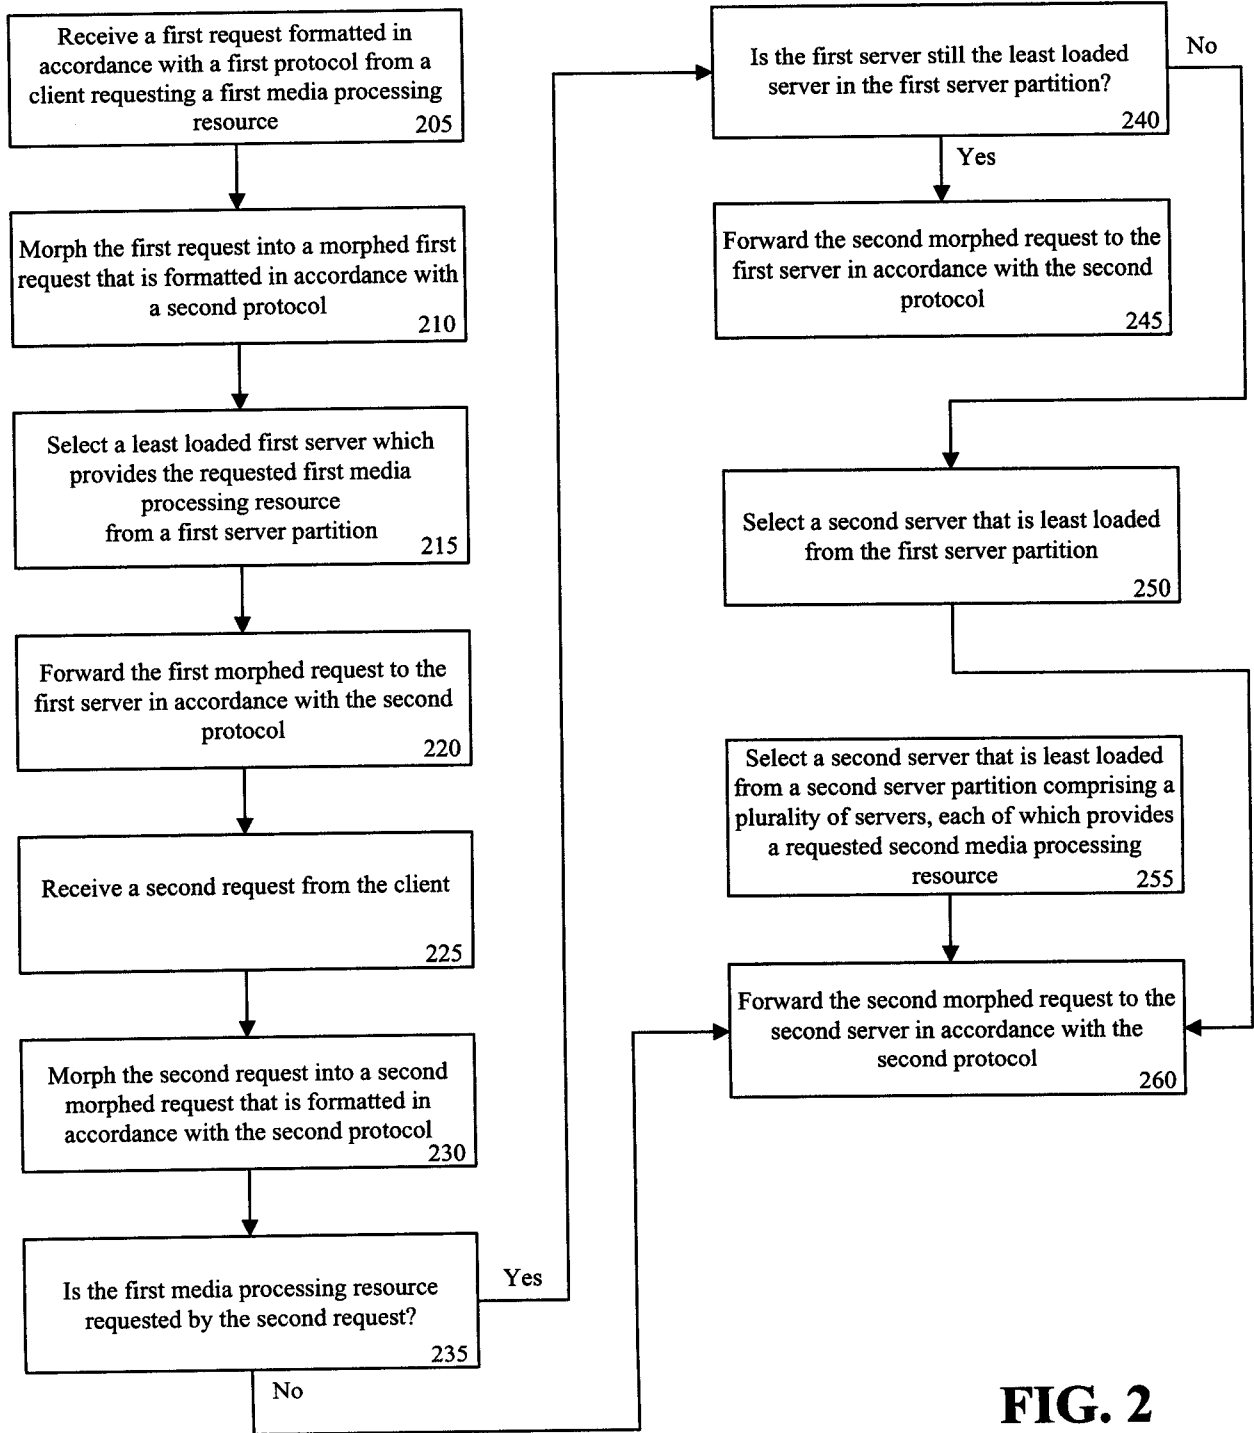 Receive a first request formatted in
accordance with a first protocol from a
client requesting a first media processing
resource 205
Morph the first request into a morphed first
request that is formatted in accordance with
a second protocol
210
Select a least loaded first server which
provides the requested first media
processing resource
from a first server partition 215
Forward the first morphed request to the
first server in accordance with the second
protocol
220
Receive a second request from the client
225
Morph the second request into a second
morphed request that is formatted in
accordance with the second protocol
230
Is the first media processing resource
requested by the second request?
235
Yes
No
Is the first server still the least loaded
server in the first server partition?
240
No
Yes
Forward the second morphed request to the
first server in accordance with the second
protocol
245
Select a second server that is least loaded
from the first server partition
250
Select a second server that is least loaded
from a second server partition comprising a
plurality of servers, each of which provides
a requested second media processing
resource 255
Forward the second morphed request to the
second server in accordance with the
second protocol
260
FIG. 2